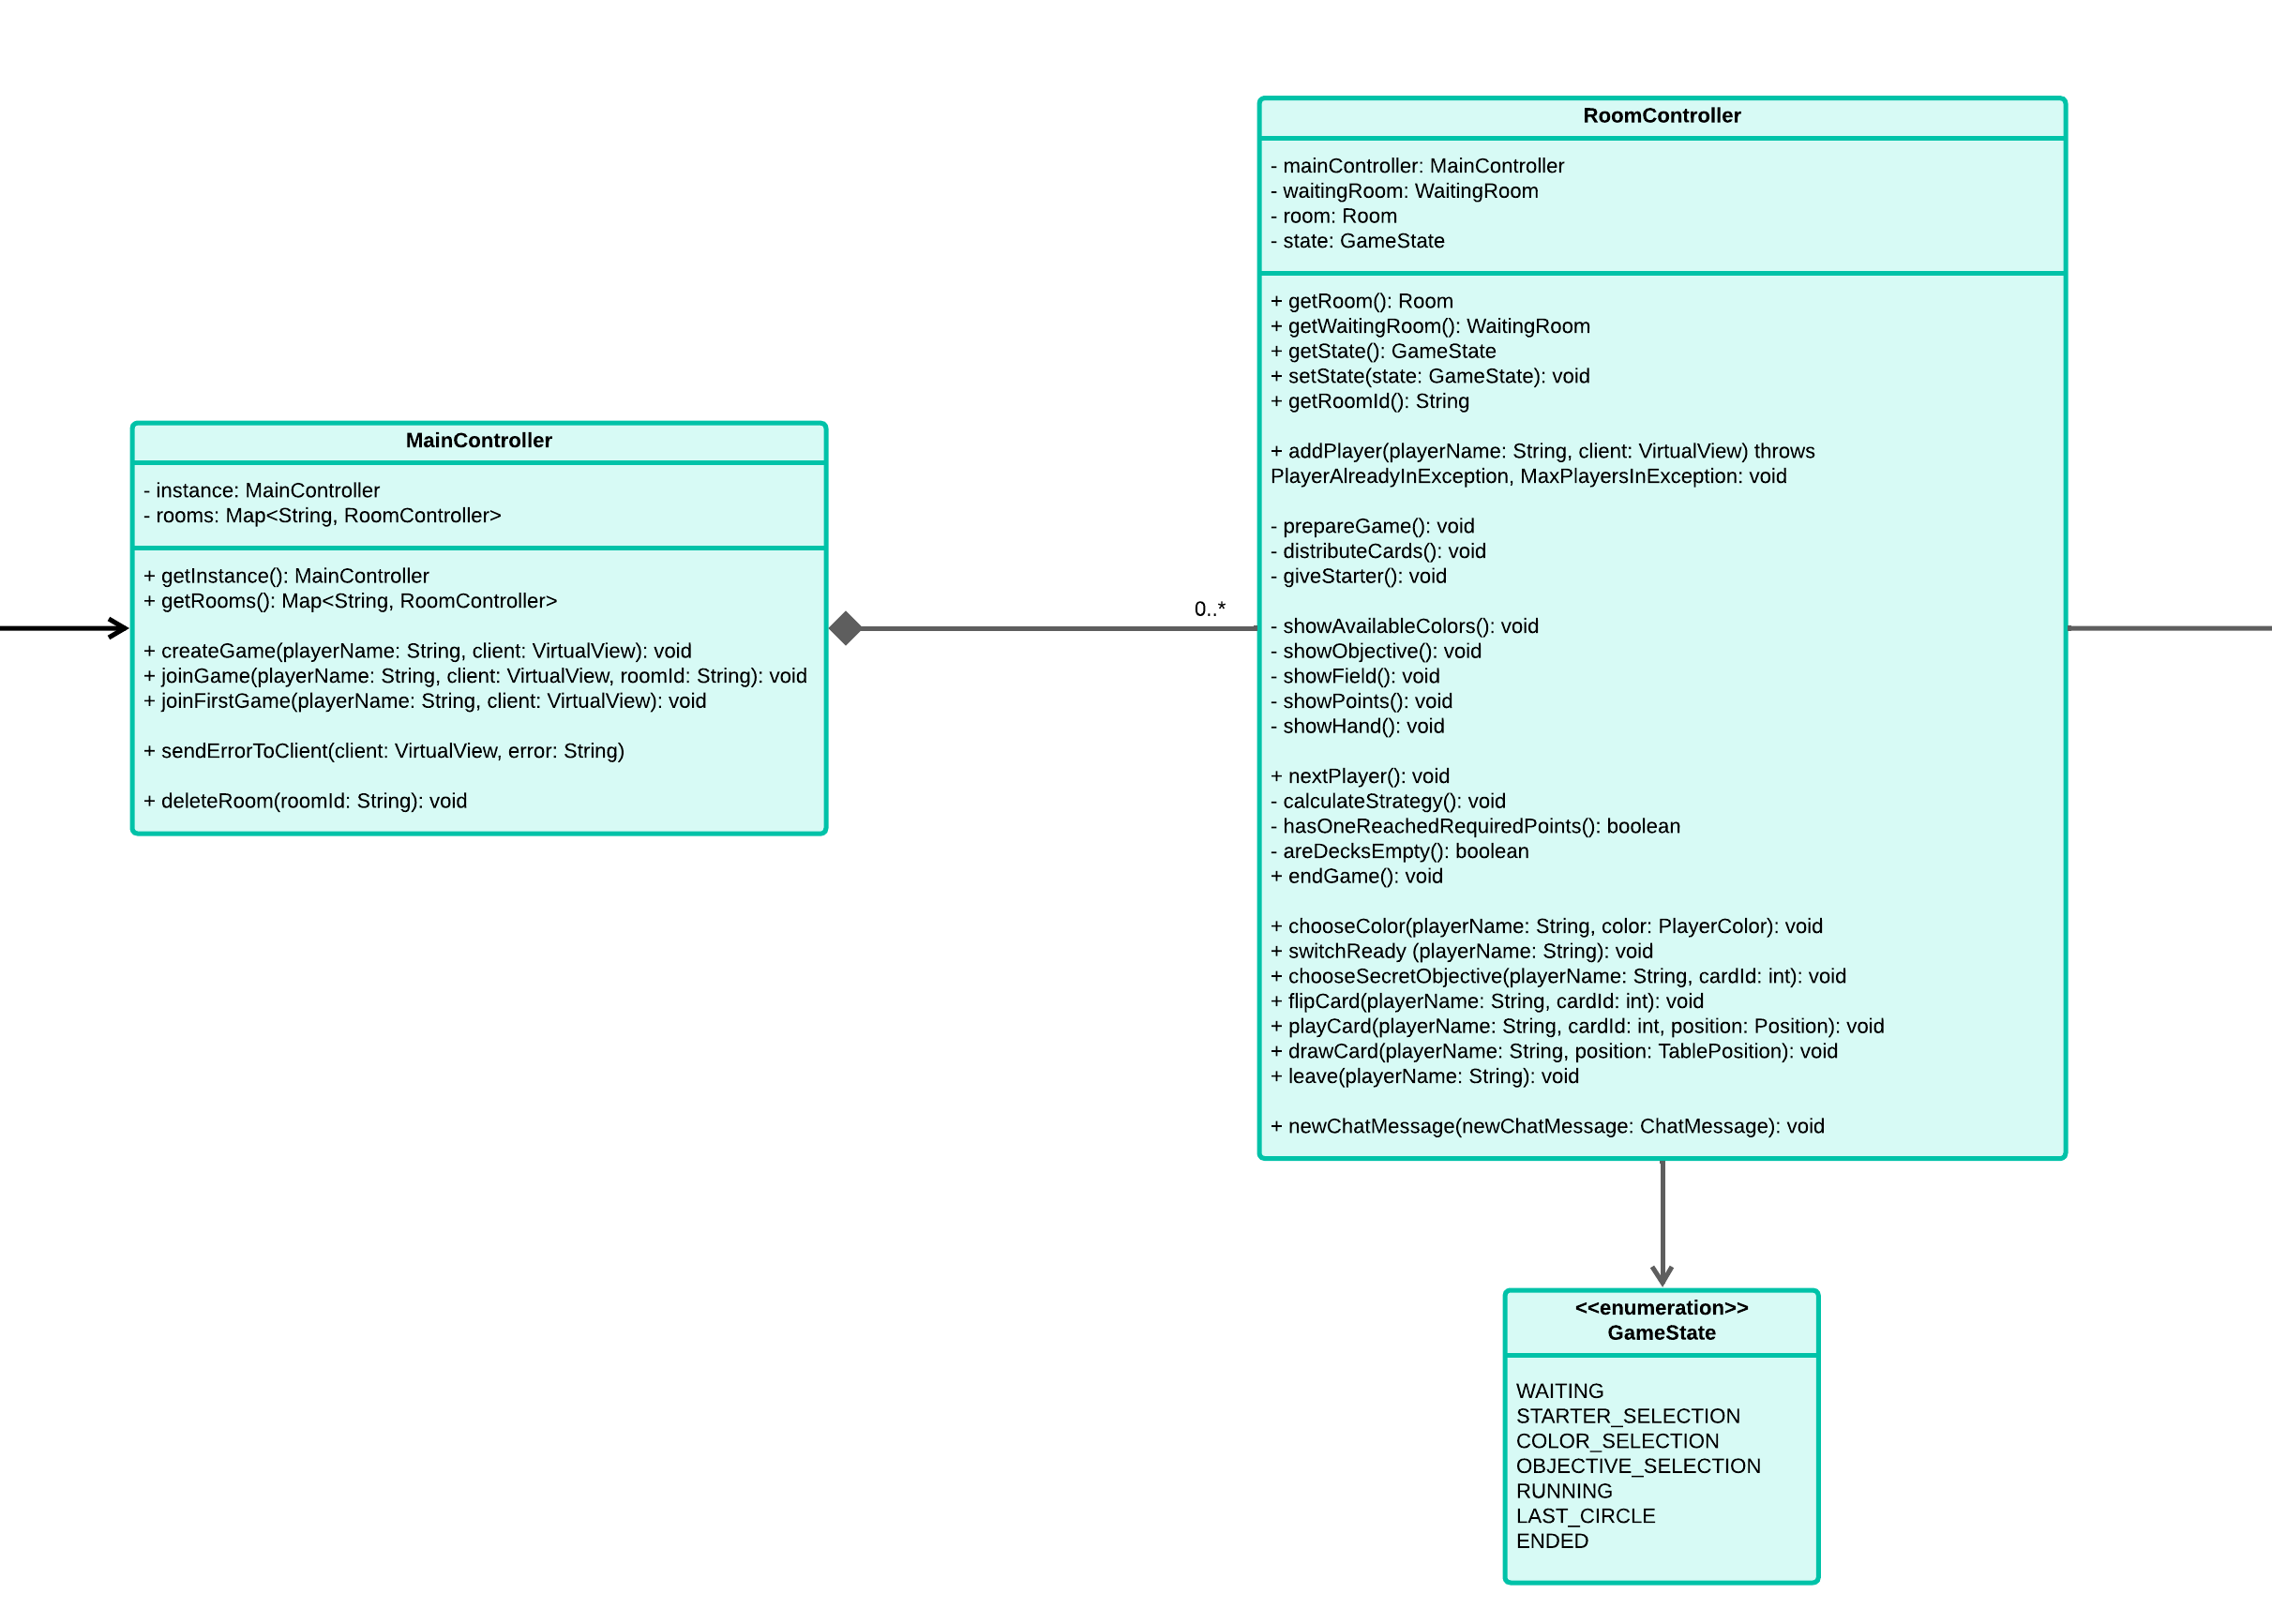 MainController
- instance: MainController
- rooms: Map<String, RoomController>
+ getInstance(): MainController
+ getRooms(): Map<String, RoomController>
+ createGame(playerName: String, client: VirtualView): void
+ joinGame(playerName: String, client: VirtualView, roomId: String): void
+ joinFirstGame(playerName: String, client: VirtualView): void
+ sendErrorToClient(client: VirtualView, error: String)
+ deleteRoom(roomId: String): void
0..*
RoomController
- mainController: MainController
- waitingRoom: WaitingRoom
- room: Room
- state: GameState
+ getRoom(): Room
+ getWaitingRoom(): WaitingRoom
+ getState(): GameState
+ setState(state: GameState): void
+ getRoomId(): String
+ addPlayer(playerName: String, client: VirtualView) throws
PlayerAlreadyInException, MaxPlayersInException: void
- prepareGame(): void
- distributeCards(): void
- giveStarter(): void
- showAvailableColors(): void
- showObjective(): void
- showField(): void
- showPoints(): void
- showHand(): void
+ nextPlayer(): void
- calculateStrategy(): void
- hasOneReachedRequiredPoints(): boolean
- areDecksEmpty(): boolean
+ endGame(): void
+ chooseColor(playerName: String, color: PlayerColor): void
+ switchReady (playerName: String): void
+ chooseSecretObjective(playerName: String, cardId: int): void
+ flipCard(playerName: String, cardId: int): void
+ playCard(playerName: String, cardId: int, position: Position): void
+ drawCard(playerName: String, position: TablePosition): void
+ leave(playerName: String): void
+ newChatMessage(newChatMessage: ChatMessage): void
<<enumeration>>
GameState
WAITING
STARTER_SELECTION
COLOR_SELECTION
OBJECTIVE_SELECTION
RUNNING
LAST_CIRCLE
ENDED